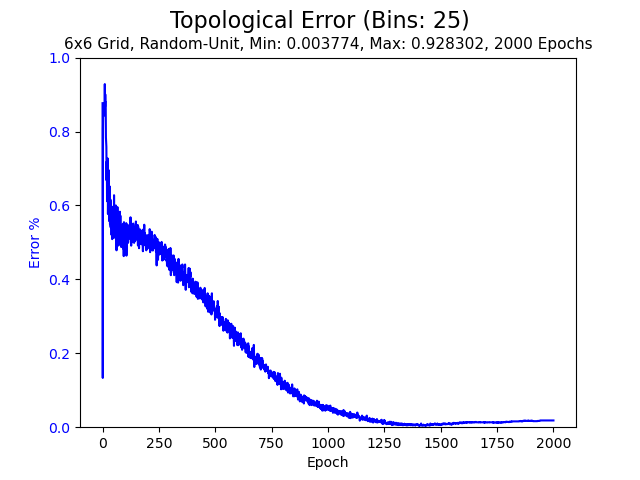 Topological Error (Bins: 25)
6x6 Grid, Random-Unit, Min: 0.003774, Max: 0.928302, 2000 Epochs
1.0
0.8
0.6
0.4
0.2
0.0
Error %
0 250 500 750 1000 1250 1500 1750 2000
Epoch